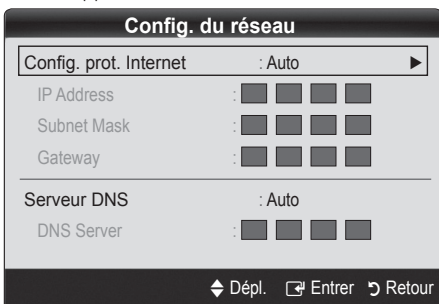 Config. du réseau
Config. prot. Internet : Auto ►
IP Address :
Subnet Mask :
Gateway :
Serveur DNS : Auto
DNS Server :
Dépl. Entrer Retour